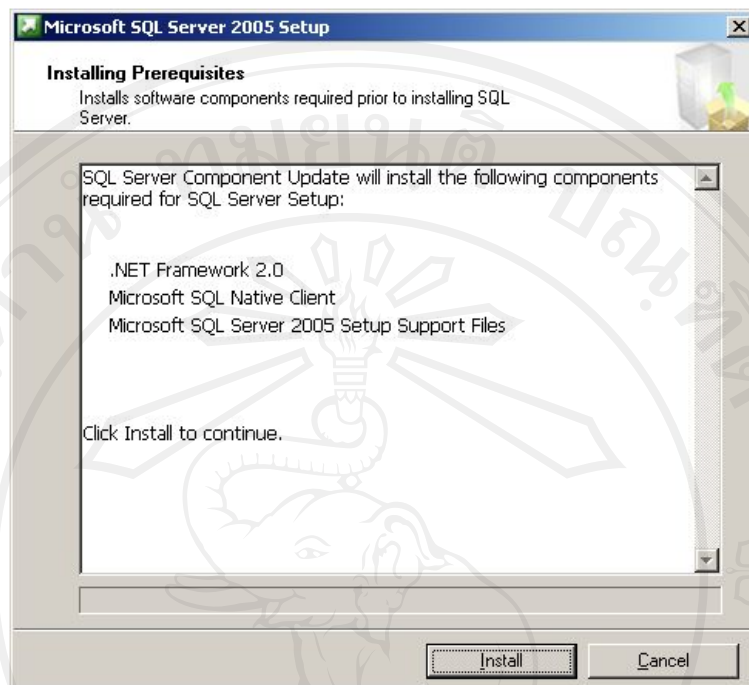 Microsoft SQL Server 2005 Setup
Installing Prerequisites
Installs software components required prior to installing SQL
Server.
SQL Server Component Update will install the following components
required for SQL Server Setup:
.NET Framework 2.0
Microsoft SQL Native Client
Microsoft SQL Server 2005 Setup Support Files
Click Install to continue.
Install
Cancel